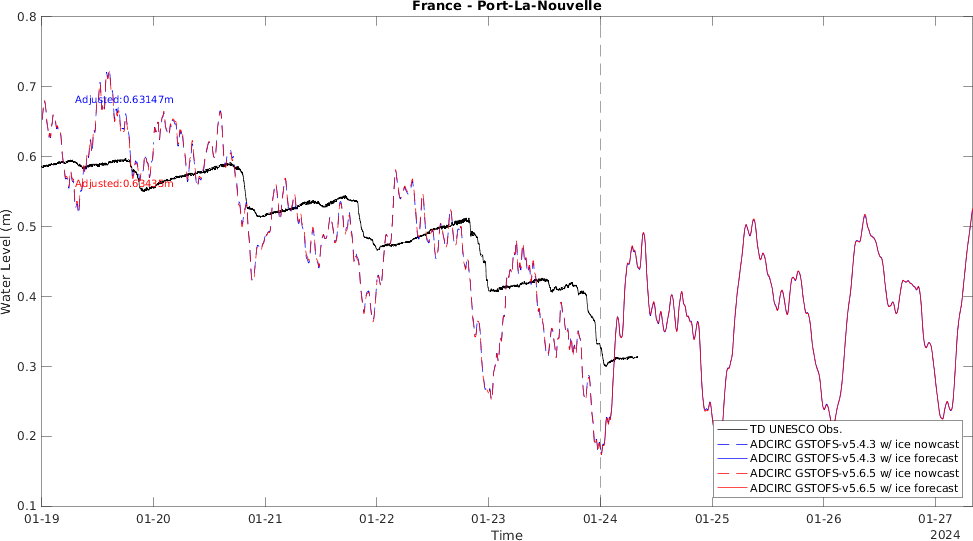 France - Port-La-Nouvelle
0.8
0.7
0.6
0.5
0.4
0.3
0.2
0.1
Water Level (m)
Adjusted:0.63147m
01-19
01-20
01-21
01-22
01-23
01-24
01-25
01-26
01-27
Time
2024
TD UNESCO Obs.
ADCIRC GSTOFS-v5.4.3 w/ ice nowcast
ADCIRC GSTOFS-v5.4.3 w/ ice forecast
ADCIRC GSTOFS-v5.6.5 w/ ice nowcast
ADCIRC GSTOFS-v5.6.5 w/ ice forecast